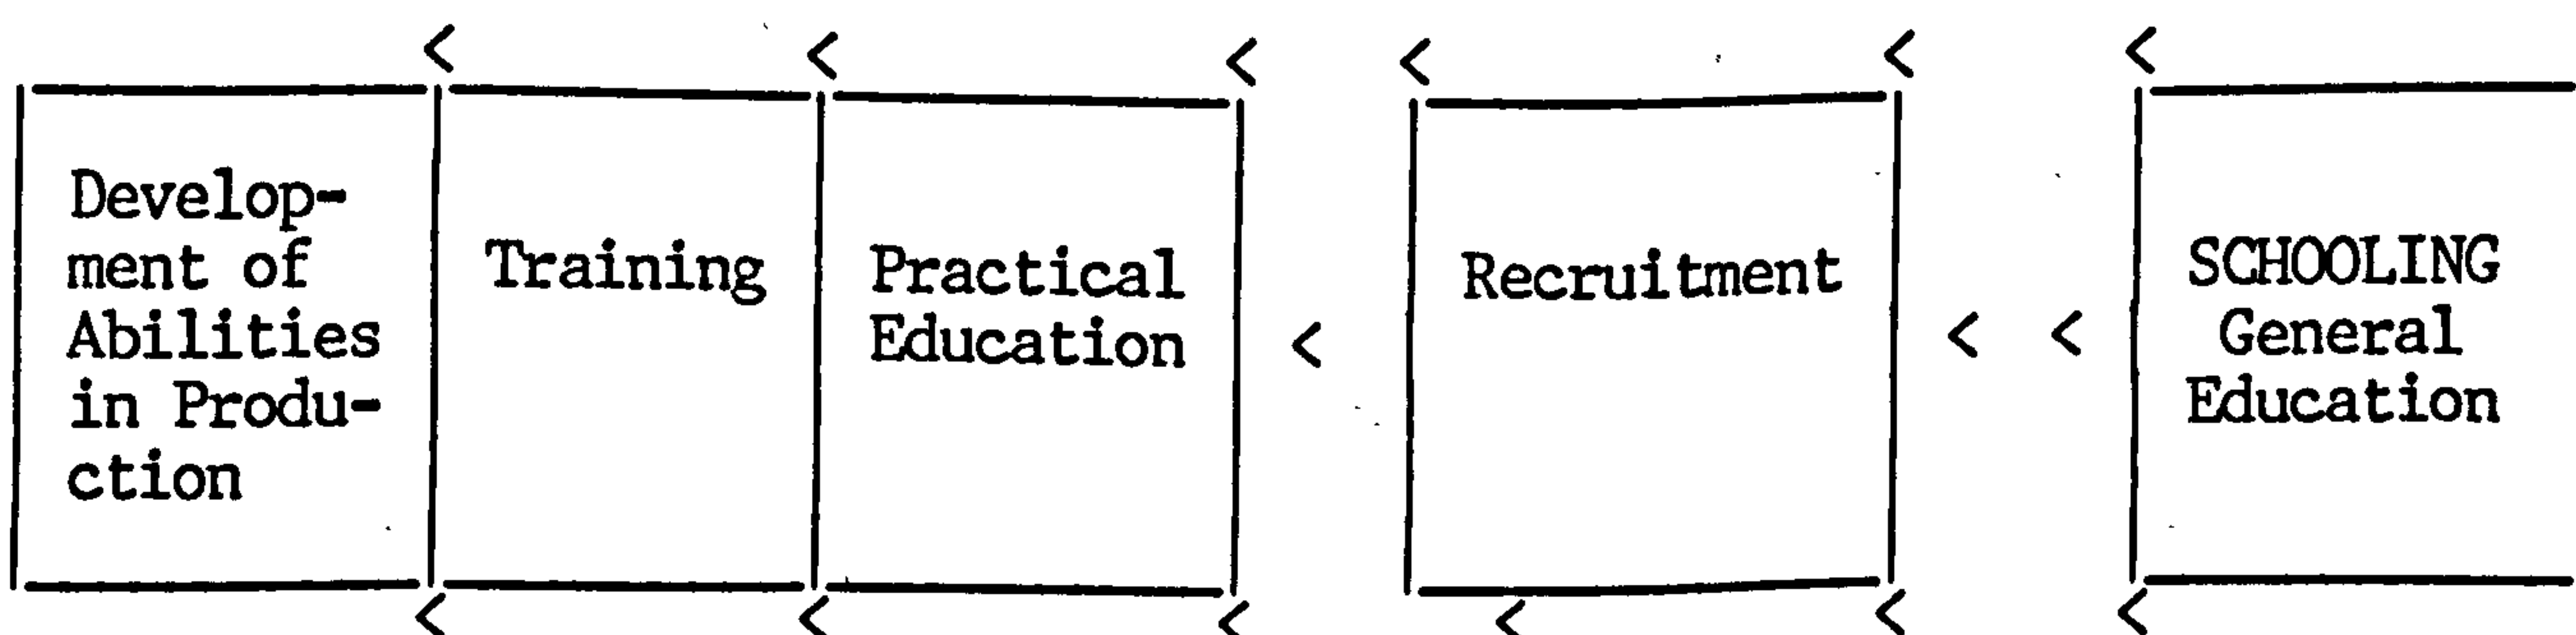 < < < < < <
Develop-
ment of
Abilities
in Produ-
ction
Training
Practical
Education
<
Recruitment
< <
SCHOOLING
General
Education
< < < < < <